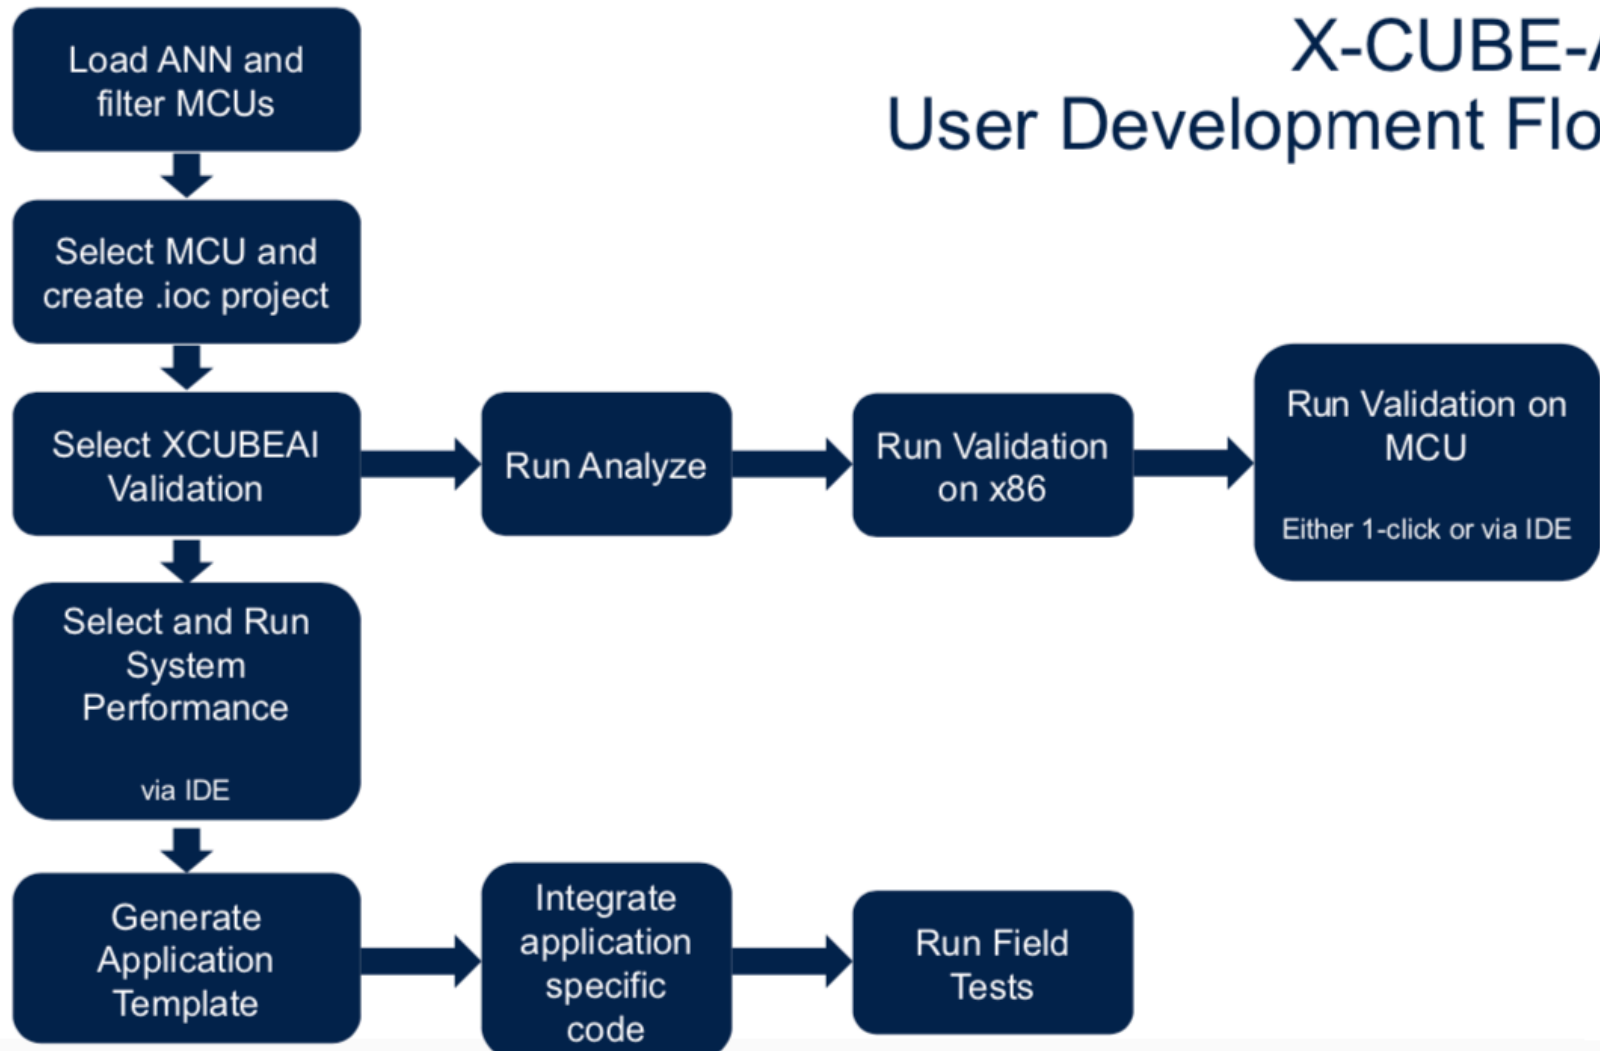 X-CUBE-A
User Development Flo
Load ANN and
filter MCUs
Select MCU and
create .ioc project
Select XCUBEAI
Validation
Run Analyze
Run Validation
on x86
Run Validation on
MCU
Either 1-click or via IDE
Select and Run
System
Performance
via IDE
Generate
Application
Template
Integrate
application
specific
code
Run Field
Tests